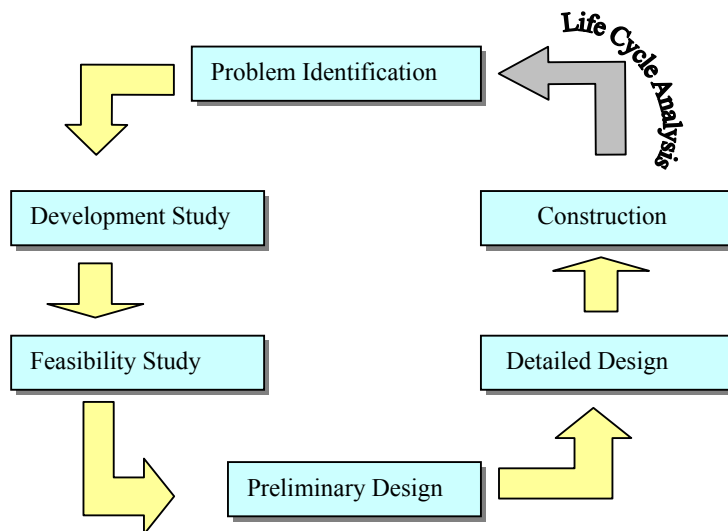 Life Cycle Analysis
Problem Identification
Development Study
Construction
Feasibility Study
Detailed Design
Preliminary Design